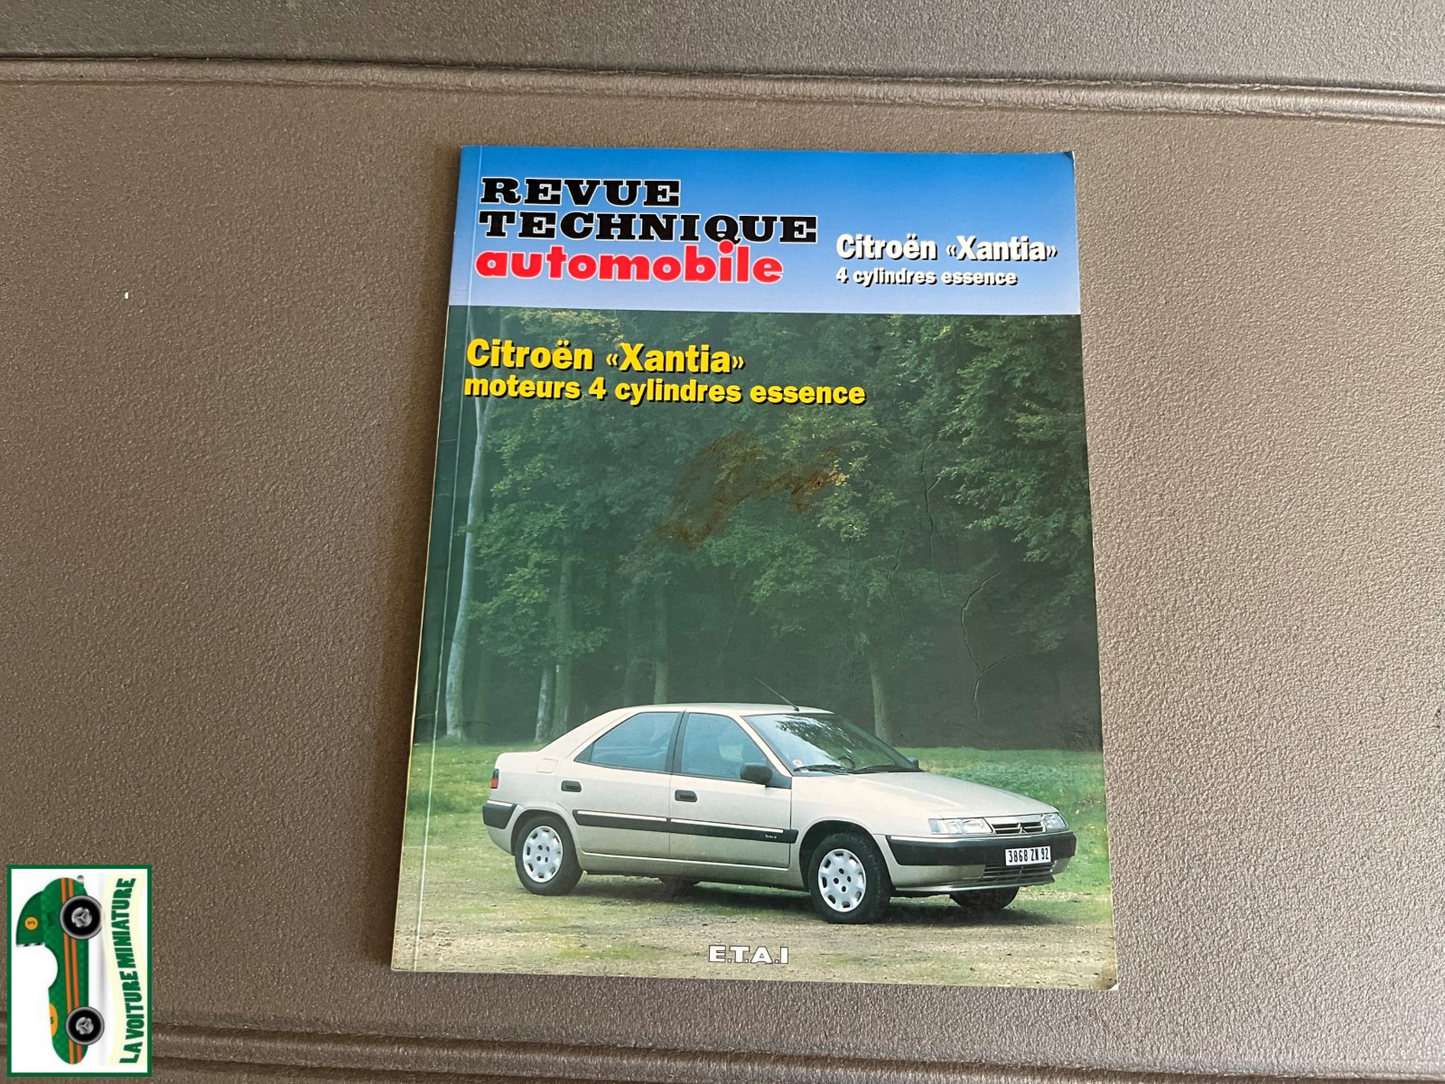 REVUE
TECHNIQUE
automobile
Citroën «Xantia»
4 cylindres essence
Citroën «Xantia»
moteurs 4 cylindres essence
3868 ZW 92
E.T.A.I
LA VOITURE MINIATURE